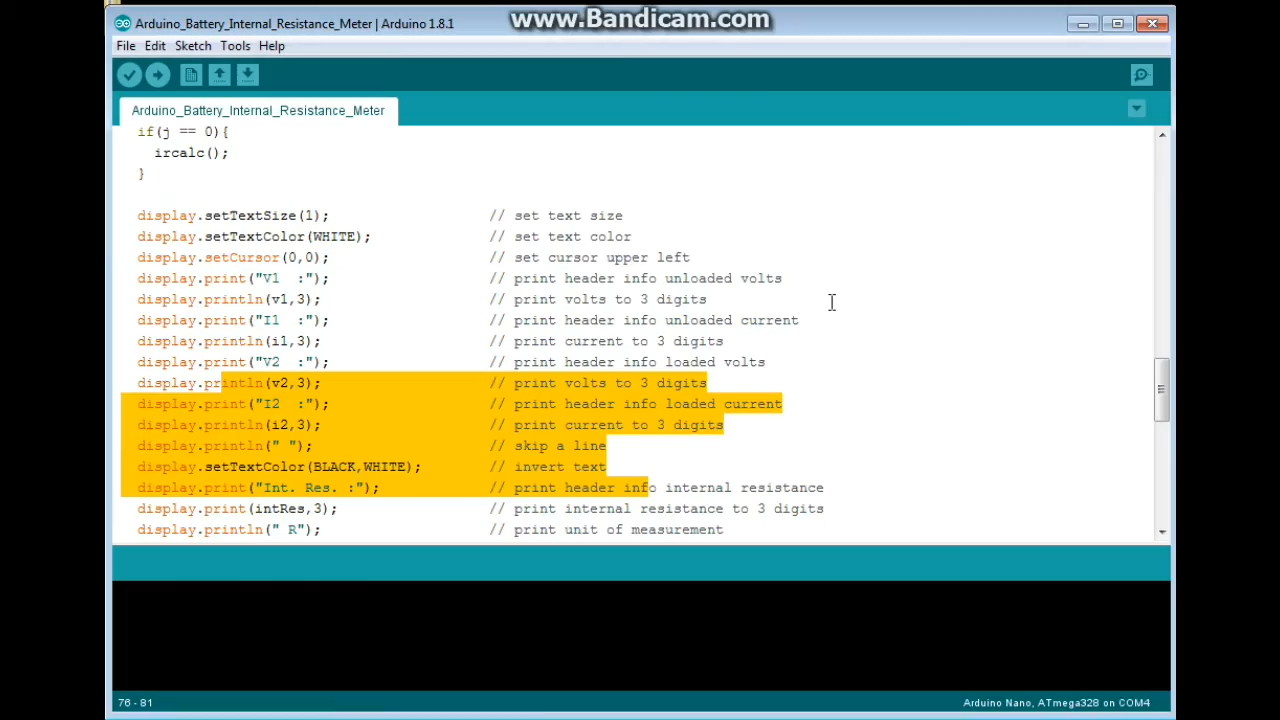 www.Bandicam.com
Arduino_Battery_Internal_Resistance_Meter | Arduino 1.8.1
File Edit Sketch Tools Help
Arduino_Battery_Internal_Resistance_Meter
if(j == 0){
ircalc();
}
display.setTextSize(1); // set text size
display.setTextColor(WHITE); // set text color
display.setCursor(0,0); // set cursor upper left
display.print("V1  :"); // print header info unloaded volts
display.println(v1,3); // print volts to 3 digits
display.print("I1  :"); // print header info unloaded current
display.println(i1,3); // print current to 3 digits
display.print("V2  :"); // print header info loaded volts
display.println(v2,3); // print volts to 3 digits
display.print("I2  :"); // print header info loaded current
display.println(i2,3); // print current to 3 digits
display.println(" "); // skip a line
display.setTextColor(BLACK,WHITE); // invert text
display.print("Int. Res. :"); // print header info internal resistance
display.print(intRes,3); // print internal resistance to 3 digits
display.println(" R"); // print unit of measurement
76 - 81 Arduino Nano, ATmega328 on COM4